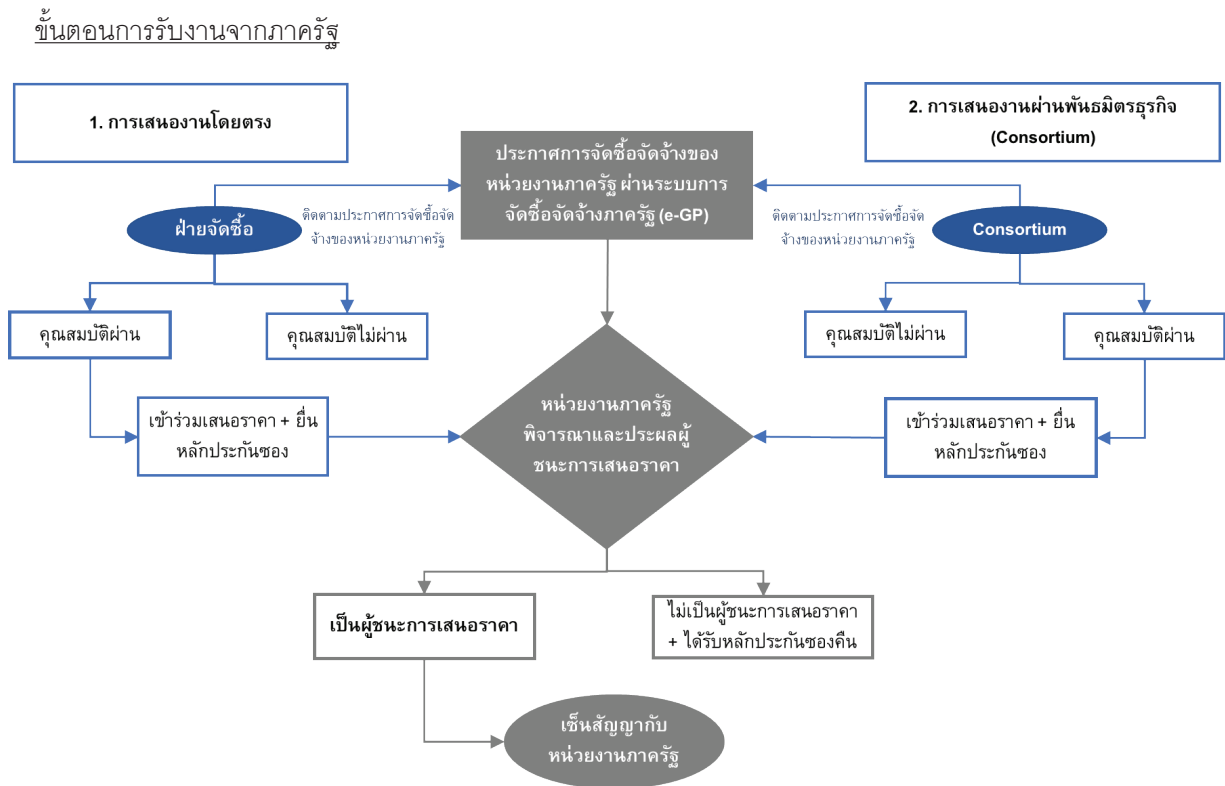 ขั้นตอนการรับงานจากภาครัฐ
1. การเสนองานโดยตรง
2. การเสนองานผ่านพันธมิตรธุรกิจ
(Consortium)
ประกาศการจัดซื้อจัดจ้างของ
หน่วยงานภาครัฐ ผ่านระบบการ
จัดซื้อจัดจ้างภาครัฐ (e-GP)
ฝ่ายจัดซื้อ
ติดตามประกาศการจัดซื้อจัด
จ้างของหน่วยงานภาครัฐ
ติดตามประกาศการจัดซื้อจัด
จ้างของหน่วยงานภาครัฐ
Consortium
คุณสมบัติผ่าน
คุณสมบัติไม่ผ่าน
คุณสมบัติไม่ผ่าน
คุณสมบัติผ่าน
เข้าร่วมเสนอราคา + ยื่น
หลักประกันซอง
หน่วยงานภาครัฐ
พิจารณาและประผลผู้
ชนะการเสนอราคา
เข้าร่วมเสนอราคา + ยื่น
หลักประกันซอง
เป็นผู้ชนะการเสนอราคา
ไม่เป็นผู้ชนะการเสนอราคา
+ ได้รับหลักประกันซองคืน
เซ็นสัญญากับ
หน่วยงานภาครัฐ